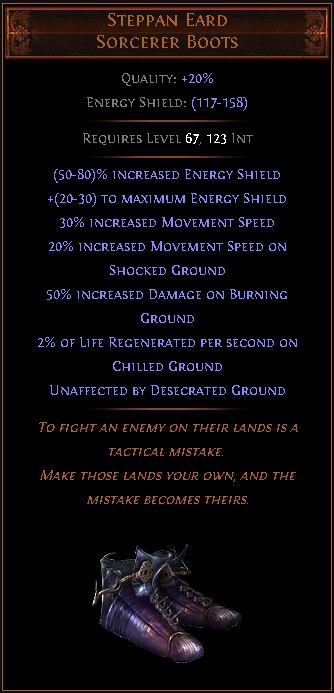 Steppan Eard
Sorcerer Boots
Quality: +20%
Energy Shield: (117-158)
Requires Level 67, 123 Int
(50-80)% increased Energy Shield
+(20-30) to maximum Energy Shield
30% increased Movement Speed
20% increased Movement Speed on
Shocked Ground
50% increased Damage on Burning
Ground
2% of Life Regenerated per second on
Chilled Ground
Unaffected by Desecrated Ground
To fight an enemy on their lands is a
tactical mistake.
Make those lands your own, and the
mistake becomes theirs.